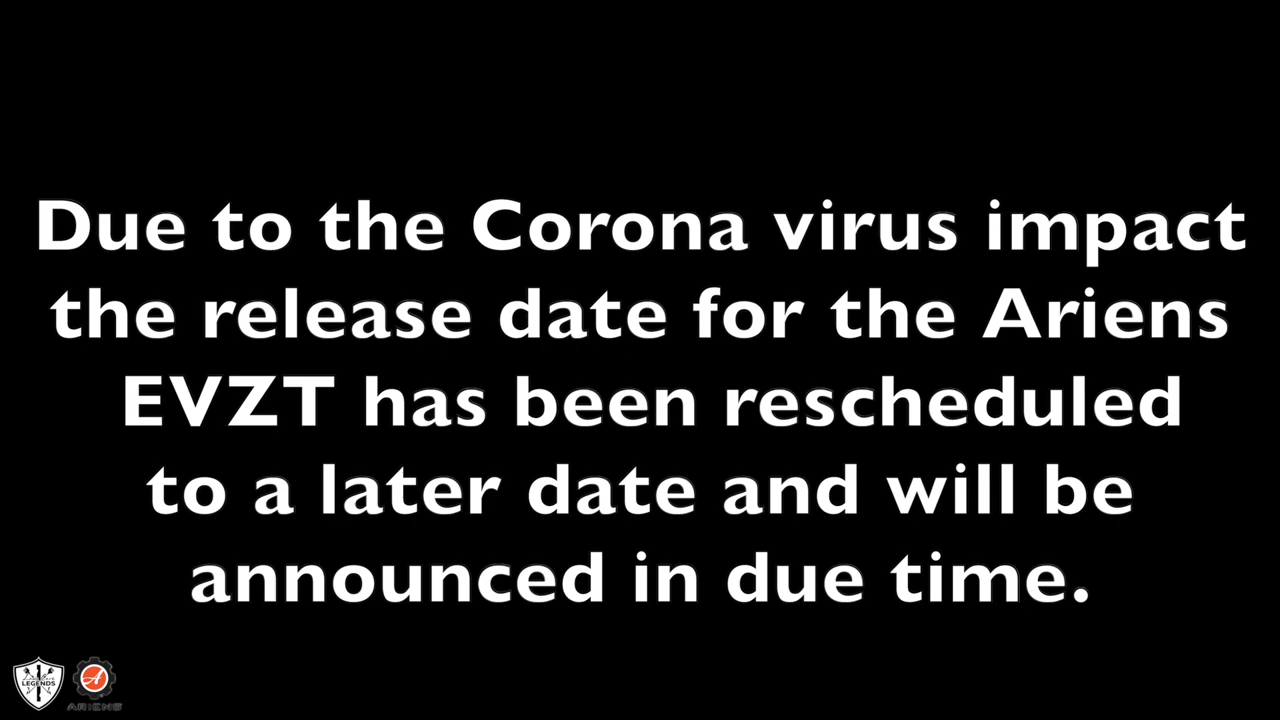 Due to the Corona virus impact
the release date for the Ariens
EVZT has been rescheduled
to a later date and will be
announced in due time.
LEGENDS
A
ARIENS